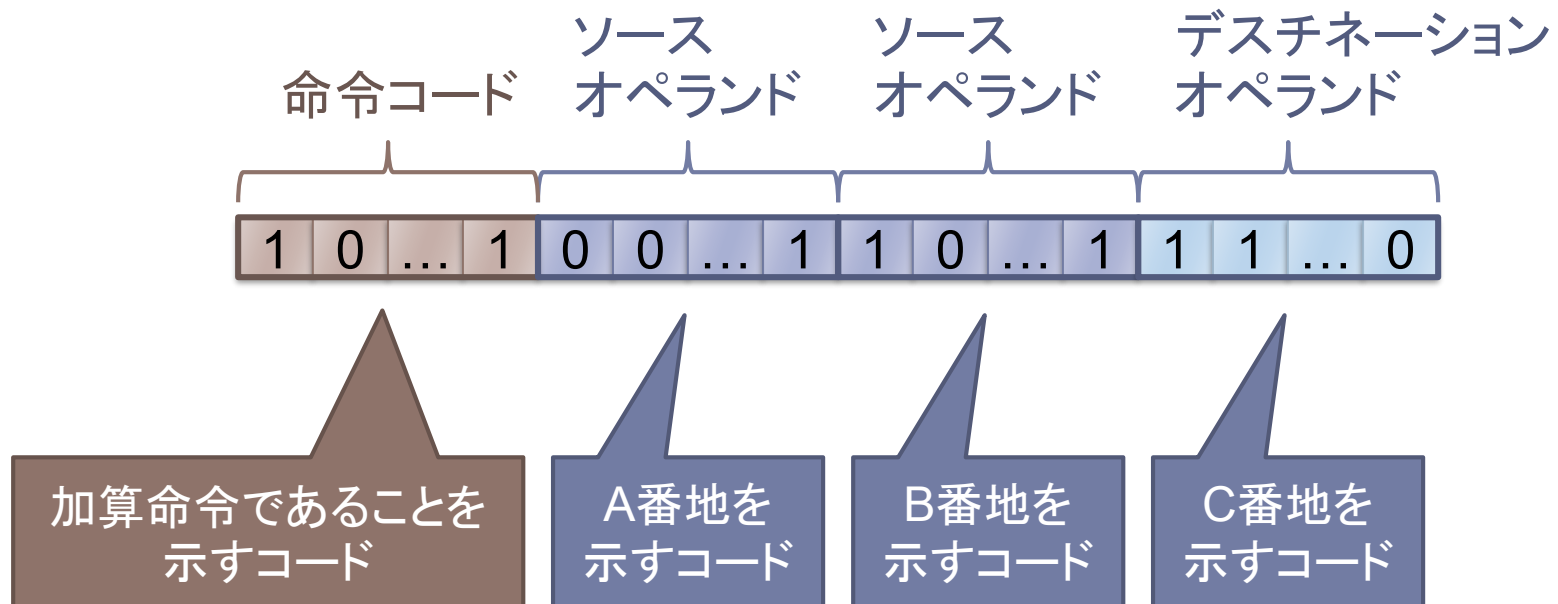 命令コード
ソース
オペランド
ソース
オペランド
デスチネーション
オペランド
1 0 … 1 0 0 … 1 1 0 … 1 1 1 … 0
加算命令であることを
示すコード
A番地を
示すコード
B番地を
示すコード
C番地を
示すコード